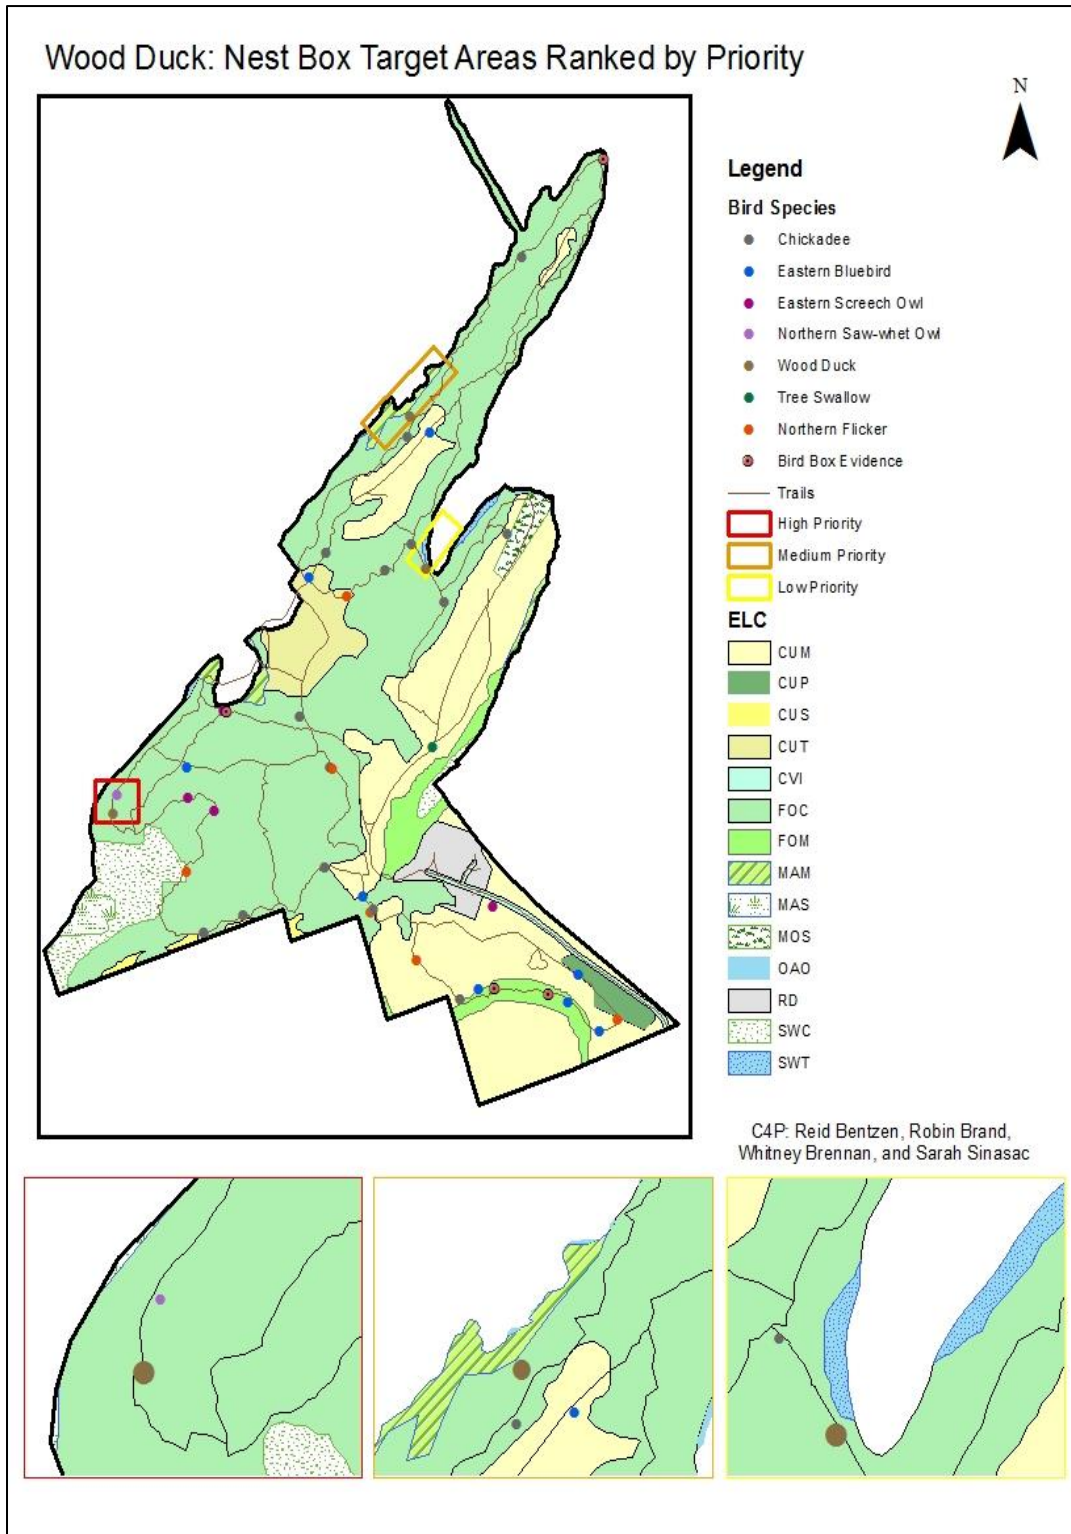 Wood Duck: Nest Box Target Areas Ranked by Priority
N
Legend
Bird Species
Chickadee
Eastern Bluebird
Eastern Screech Owl
Northern Saw-whet Owl
Wood Duck
Tree Swallow
Northern Flicker
Bird Box Evidence
Trails
High Priority
Medium Priority
Low Priority
ELC
CUM
CUP
CUS
CUT
CVI
FOC
FOM
MAM
MAS
MOS
OAO
RD
SWC
SWT
C4P: Reid Bentzen, Robin Brand,
Whitney Brennan, and Sarah Sinasac